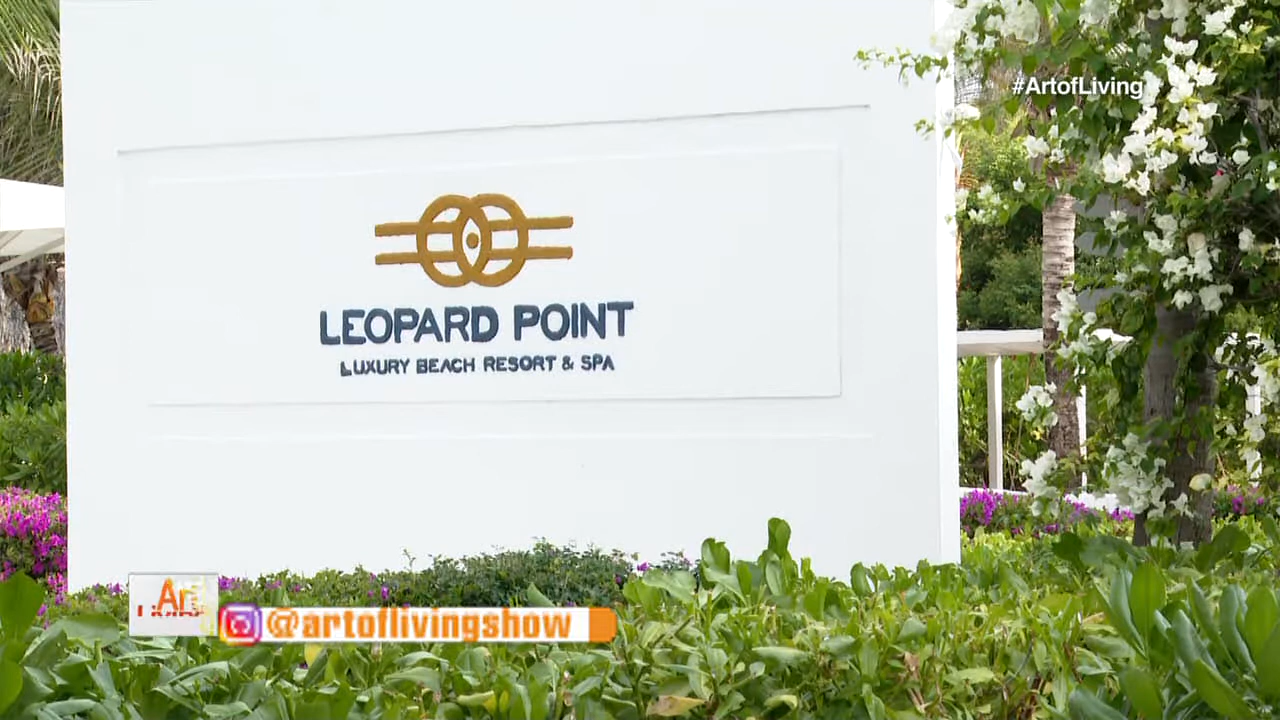 #ArtofLiving
LEOPARD POINT
LUXURY BEACH RESORT & SPA
@artoflivingshow